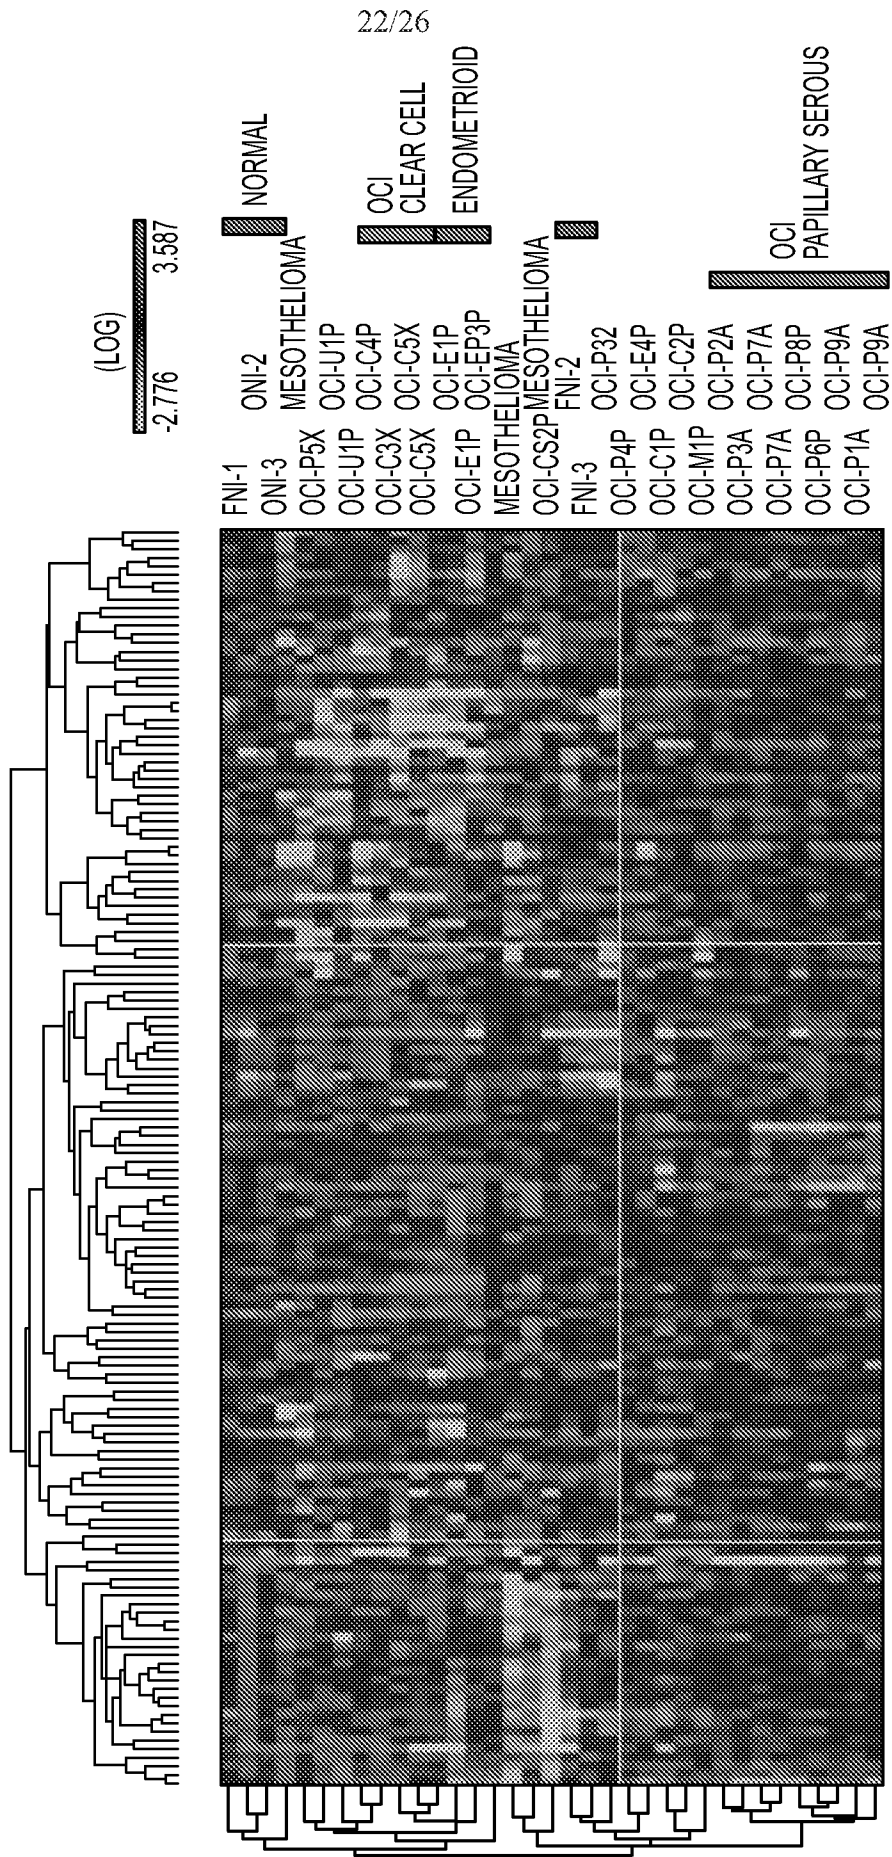 22/26
(LOG)
-2.776
3.587
NORMAL
OCI
CLEAR CELL
ENDOMETRIOID
OCI
PAPILLARY SEROUS
FNI-1
ONI-2
ONI-3
MESOTHELIOMA
OCI-P5X
OCI-U1P
OCI-U1P
OCI-C4P
OCI-C3X
OCI-C5X
OCI-C5X
OCI-E1P
OCI-E1P
OCI-EP3P
MESOTHELIOMA
MESOTHELIOMA
OCI-CS2P
FNI-2
FNI-3
OCI-P32
OCI-P4P
OCI-E4P
OCI-C1P
OCI-C2P
OCI-M1P
OCI-P2A
OCI-P3A
OCI-P7A
OCI-P7A
OCI-P8P
OCI-P6P
OCI-P9A
OCI-P1A
OCI-P9A